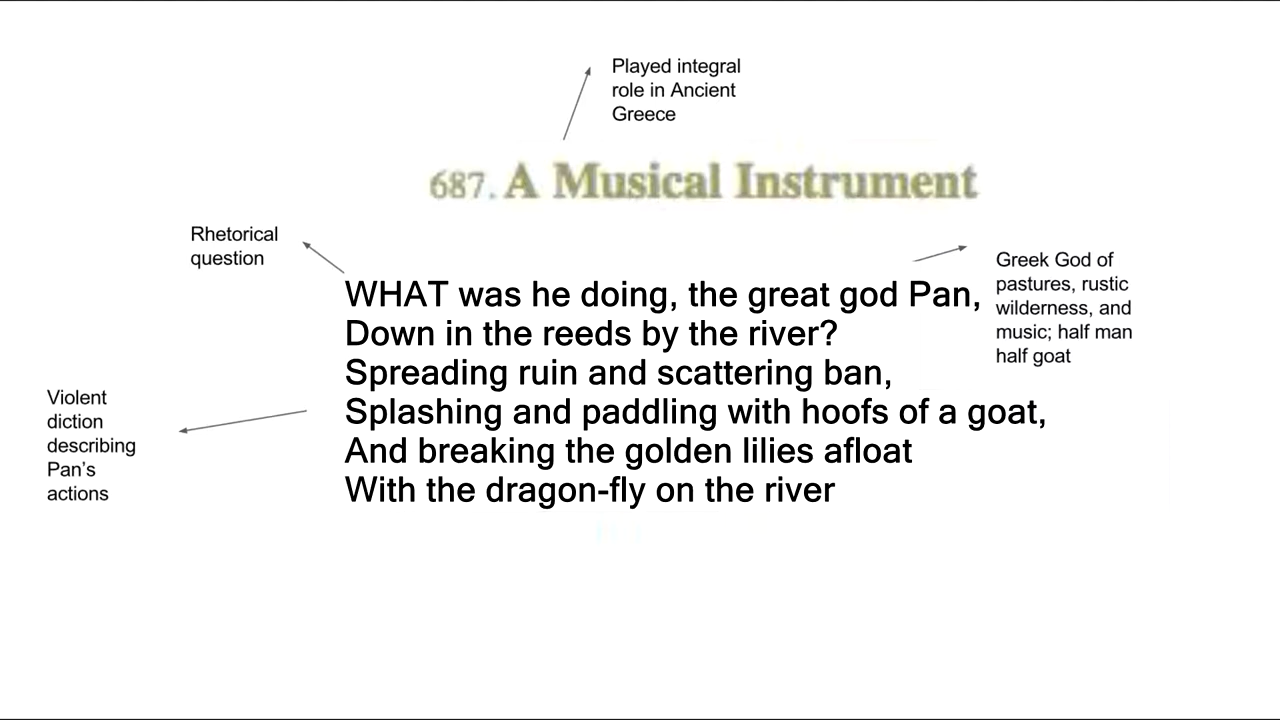 Played integral
role in Ancient
Greece
687. A Musical Instrument
Rhetorical
question
WHAT was he doing, the great god Pan,
Down in the reeds by the river?
Spreading ruin and scattering ban,
Splashing and paddling with hoofs of a goat,
And breaking the golden lilies afloat
With the dragon-fly on the river
Greek God of
pastures, rustic
wilderness, and
music; half man
half goat
Violent
diction
describing
Pan's
actions